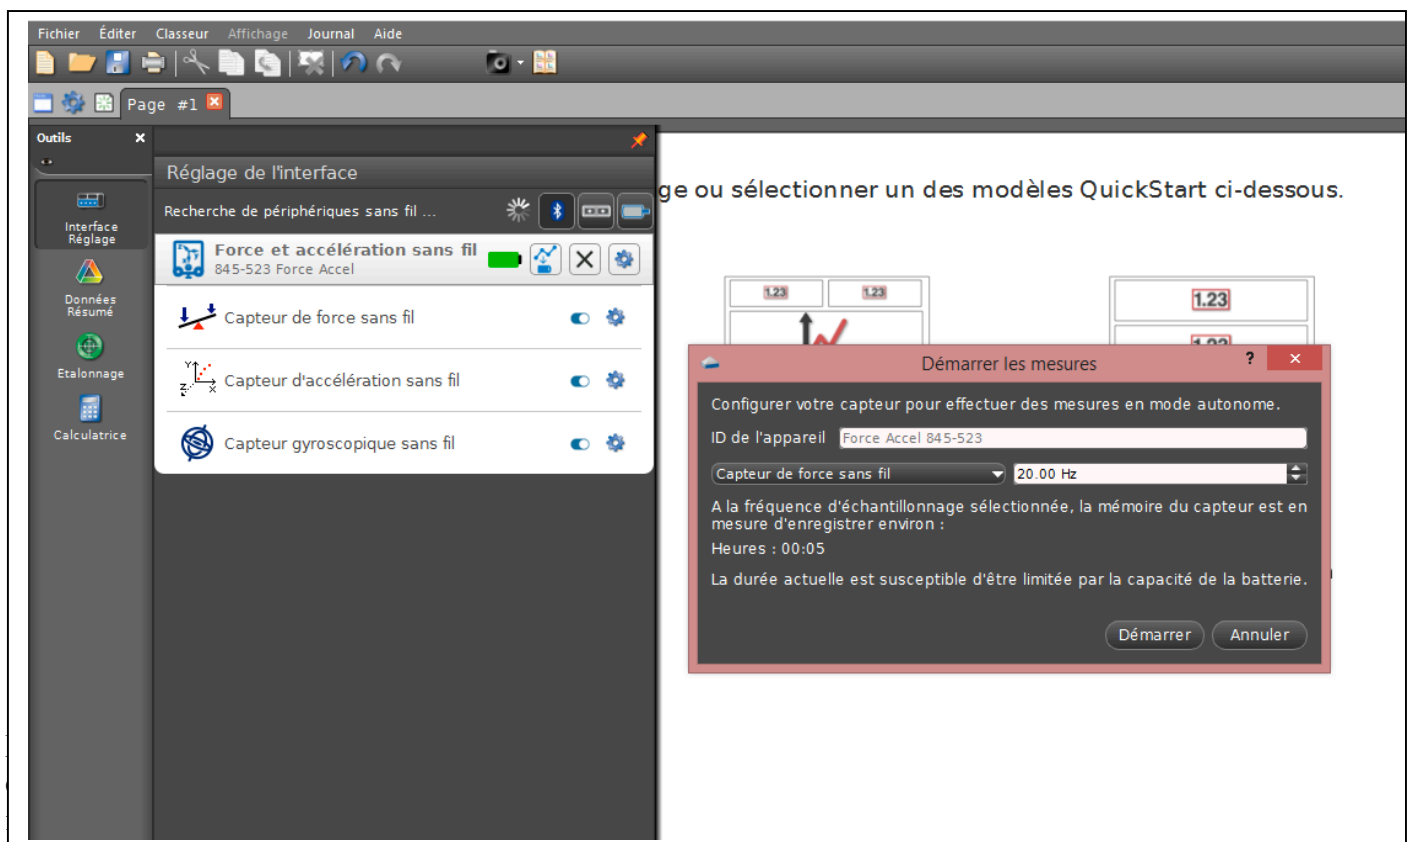 Fichier Éditer Classeur Affichage Journal Aide
Page #1
Outils
Interface
Réglage
Données
Résumé
Etalonnage
Calculatrice
Réglage de l'interface
Recherche de périphériques sans fil ...
Force et accélération sans fil
845-523 Force Accel
Capteur de force sans fil
Y
Z
X
Capteur d'accélération sans fil
Capteur gyroscopique sans fil
ge ou sélectionner un des modèles QuickStart ci-dessous.
1.23 1.23
1.23
1.23
Démarrer les mesures ?
Configurer votre capteur pour effectuer des mesures en mode autonome.
ID de l'appareil Force Accel 845-523
Capteur de force sans fil 20.00 Hz
A la fréquence d'échantillonnage sélectionnée, la mémoire du capteur est en
mesure d'enregistrer environ :
Heures : 00:05
La durée actuelle est susceptible d'être limitée par la capacité de la batterie.
Démarrer Annuler